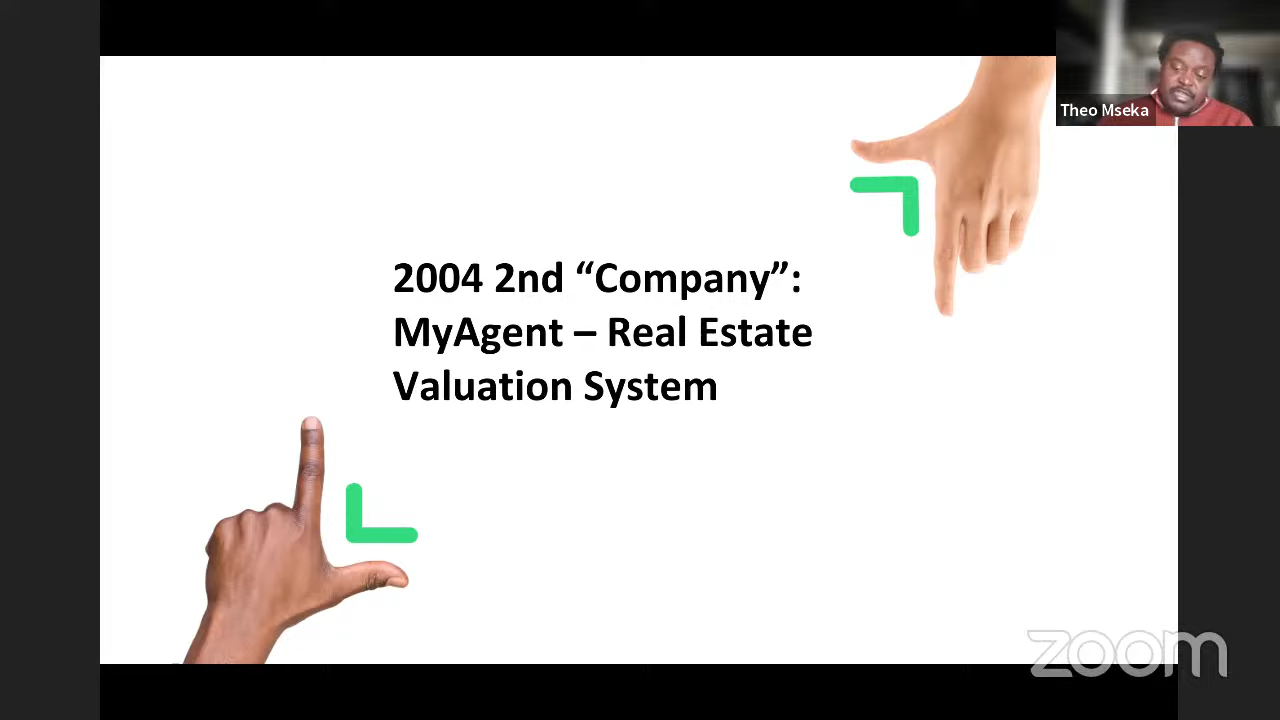 Theo Mseka
2004 2nd “Company”:
MyAgent – Real Estate
Valuation System
zoom